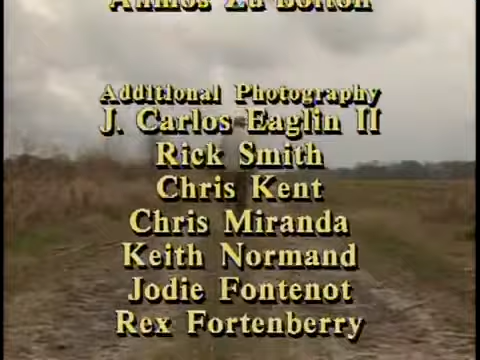 Additional Photography
J. Carlos Eaglin II
Rick Smith
Chris Kent
Chris Miranda
Keith Normand
Jodie Fontenot
Rex Fortenberry